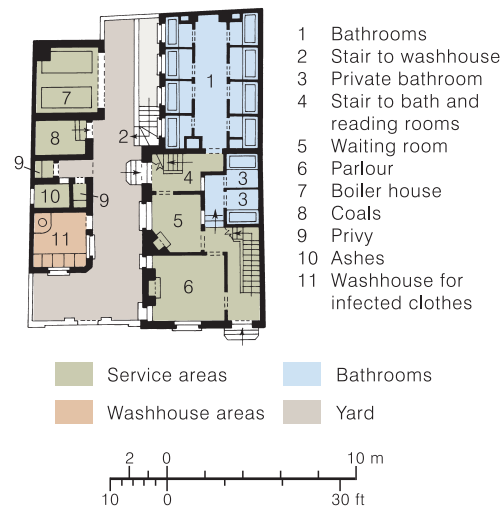 1 Bathrooms
2 Stair to washhouse
3 Private bathroom
4 Stair to bath and
reading rooms
5 Waiting room
6 Parlour
7 Boiler house
8 Coals
9 Privy
10 Ashes
11 Washhouse for
infected clothes
1
7
2
8
9
4
3
10
9
3
5
11
6
Service areas
Bathrooms
Washhouse areas
Yard
2 0 10 m
10 0 30 ft